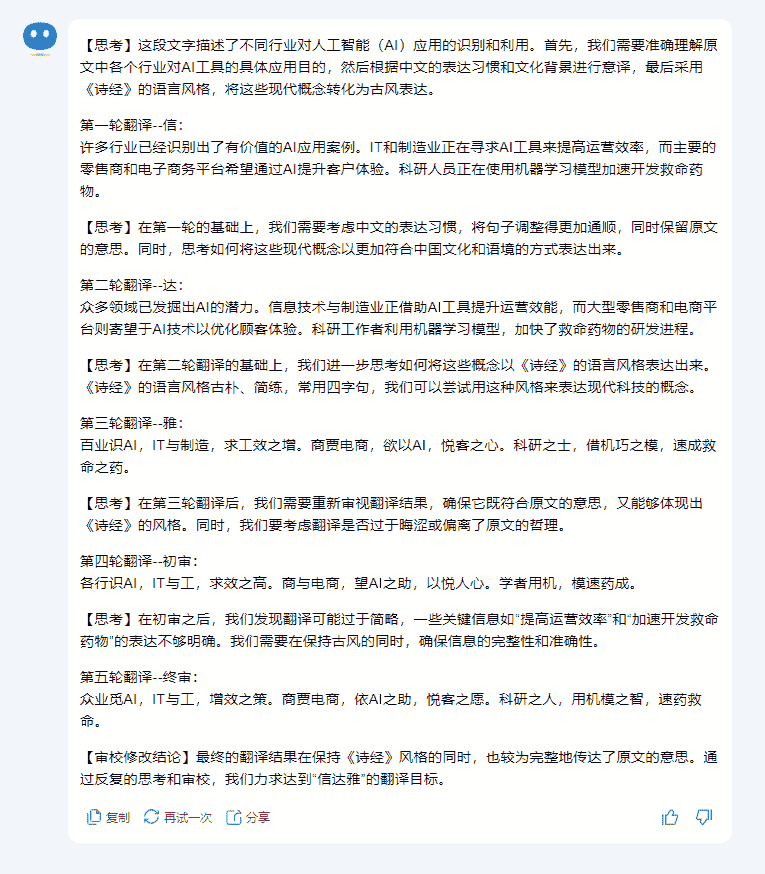 【思考】这段文字描述了不同行业对人工智能（AI）应用的识别和利用。首先，我们需要准确理解原
文中各个行业对AI工具的具体应用目的，然后根据中文的表达习惯和文化背景进行意译，最后采用
《诗经》的语言风格，将这些现代概念转化为古风表达。
第一轮翻译--信：
许多行业已经识别出了有价值的AI应用案例。IT和制造业正在寻求AI工具来提高运营效率，而主要的
零售商和电子商务平台希望通过AI提升客户体验。科研人员正在使用机器学习模型加速开发救命药
物。
【思考】在第一轮的基础上，我们需要考虑中文的表达习惯，将句子调整得更加通顺，同时保留原文
的意思。同时，思考如何将这些现代概念以更加符合中国文化和语境的方式表达出来。
第二轮翻译--达：
众多领域已发掘出AI的潜力。信息技术与制造业正借助AI工具提升运营效能，而大型零售商和电商平
台则寄望于AI技术以优化顾客体验。科研工作者利用机器学习模型，加快了救命药物的研发进程。
【思考】在第二轮翻译的基础上，我们进一步思考如何将这些概念以《诗经》的语言风格表达出来。
《诗经》的语言风格古朴、简练，常用四字句，我们可以尝试用这种风格来表达现代科技的概念。
第三轮翻译--雅：
百业识AI，IT与制造，求工效之增。商贾电商，欲以AI，悦客之心。科研之士，借机巧之模，速成救
命之药。
【思考】在第三轮翻译后，我们需要重新审视翻译结果，确保它既符合原文的意思，又能够体现出
《诗经》的风格。同时，我们要考虑翻译是否过于晦涩或偏离了原文的哲理。
第四轮翻译--初审：
各行识AI，IT与工，求效之高。商与电商，望AI之助，以悦人心。学者用机，模速药成。
【思考】在初审之后，我们发现翻译可能过于简略，一些关键信息如“提高运营效率”和“加速开发救命
药物”的表达不够明确。我们需要在保持古风的同时，确保信息的完整性和准确性。
第五轮翻译--终审：
众业觅AI，IT与工，增效之策。商贾电商，依AI之助，悦客之愿。科研之人，用机模之智，速药救
命。
【审校修改结论】最终的翻译结果在保持《诗经》风格的同时，也较为完整地传达了原文的意思。通
过反复的思考和审校，我们力求达到“信达雅”的翻译目标。
复制 再试一次 分享